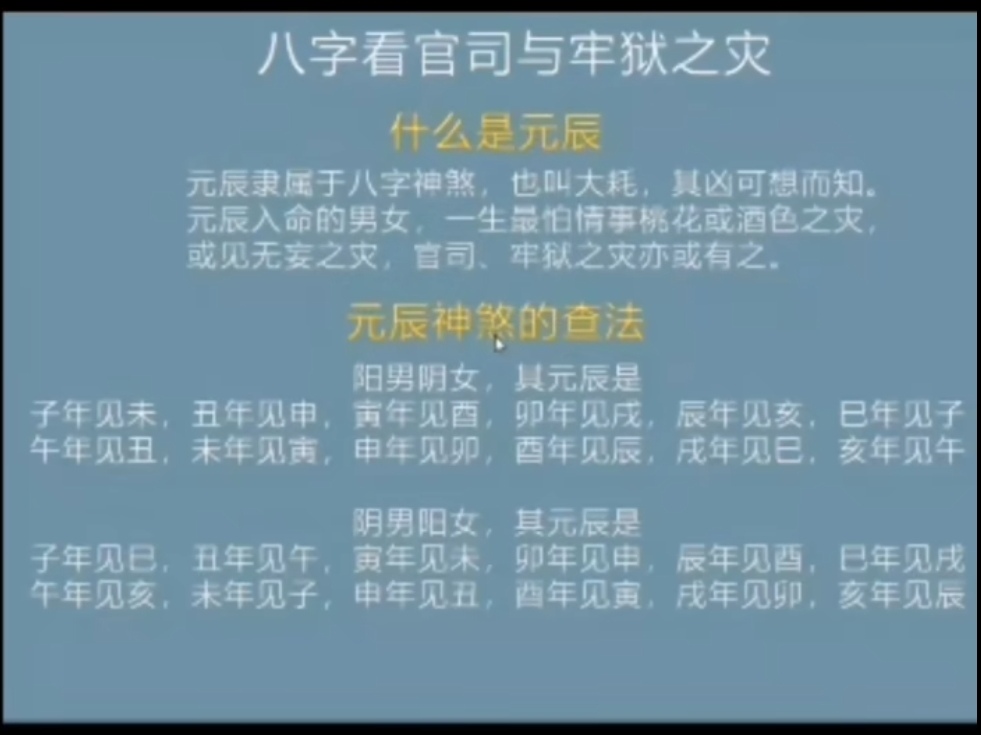 八字看官司与牢狱之灾
什么是元辰
元辰隶属于八字神煞，也叫大耗，其凶可想而知。
元辰入命的男女，一生最怕情事桃花或酒色之灾，
或见无妄之灾，官司、牢狱之灾亦或有之。
元辰神煞的查法
阳男阴女，其元辰是
子年见未，丑年见申，寅年见酉，卯年见戌，辰年见亥，巳年见子
午年见丑，未年见寅，申年见卯，酉年见辰，戌年见巳，亥年见午
阴男阳女，其元辰是
子年见巳，丑年见午，寅年见未，卯年见申，辰年见酉，巳年见戌
午年见亥，未年见子，申年见丑，酉年见寅，戌年见卯，亥年见辰